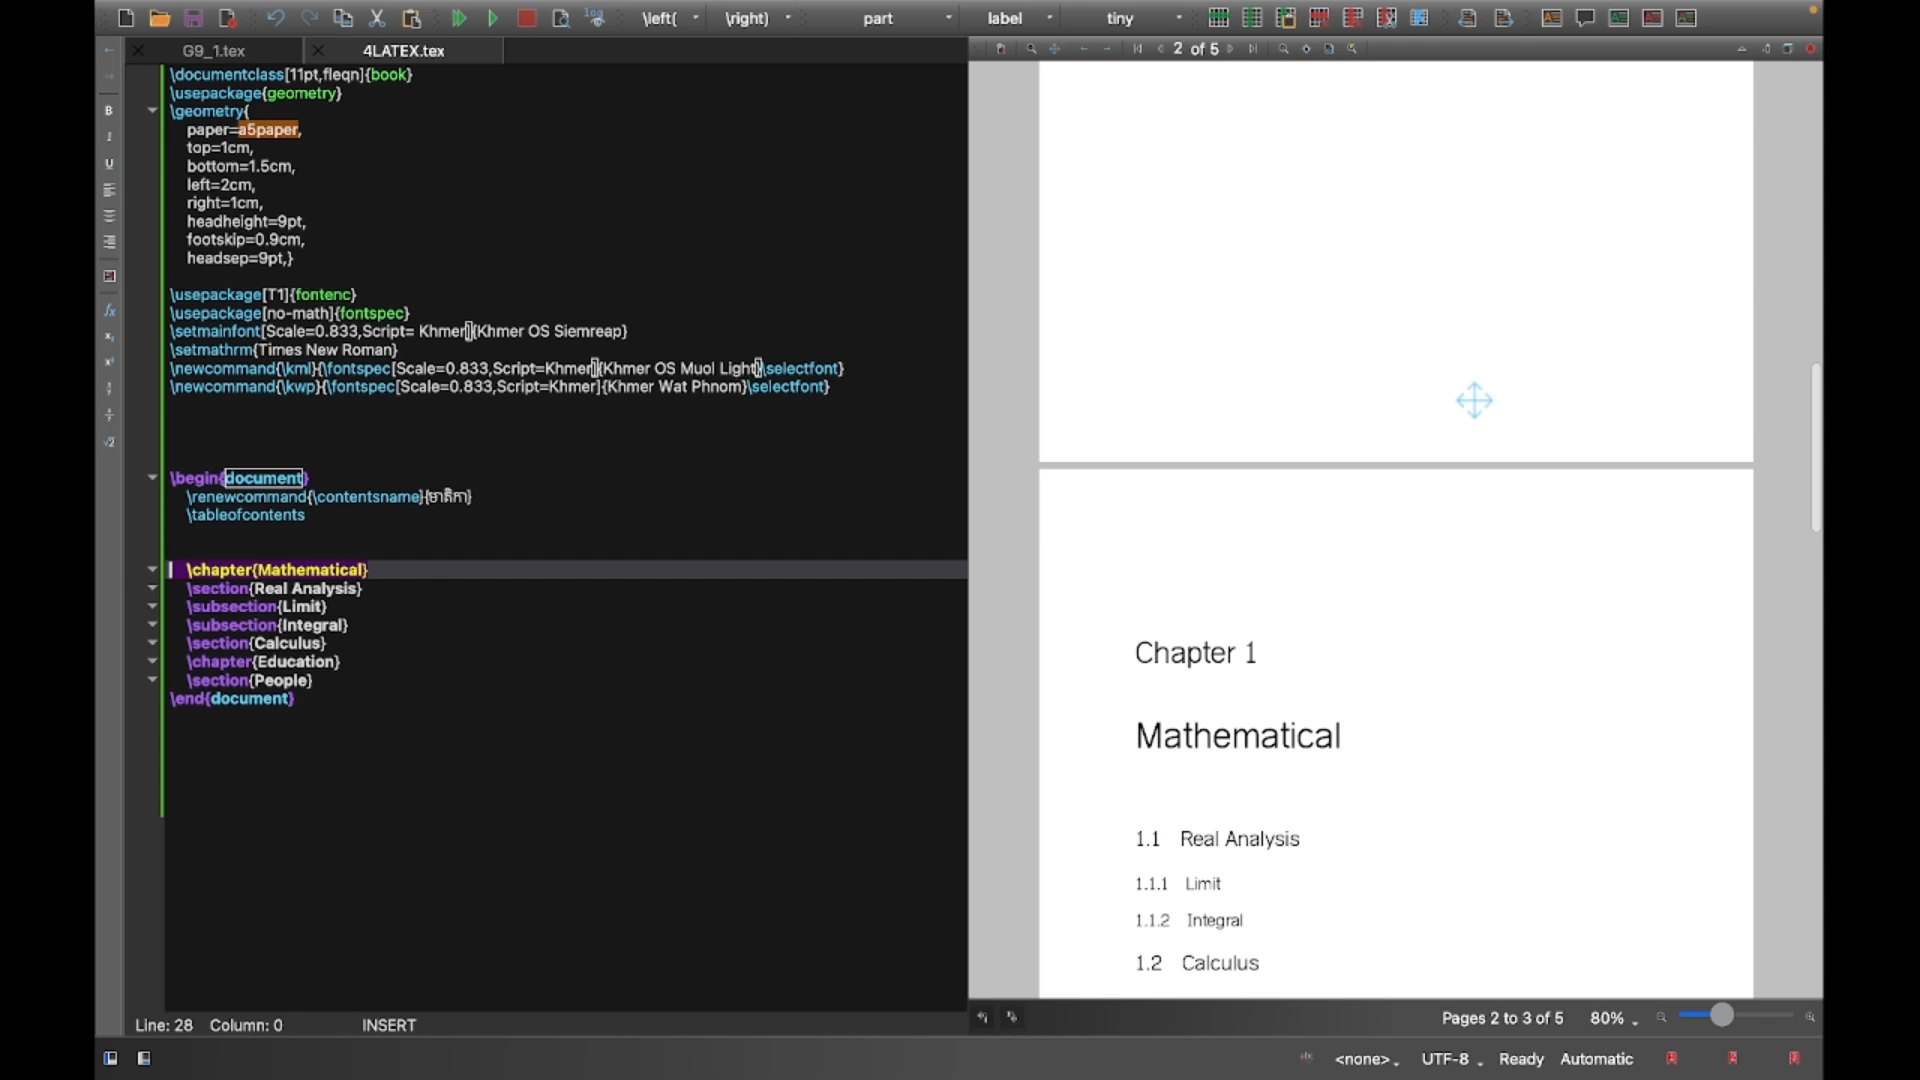 \left(
\right)
part
label
tiny
G9_1.tex
4LATEX.tex
2 of 5
\documentclass[11pt,fleqn]{book}
\usepackage{geometry}
\geometry{
paper=a5paper,
top=1cm,
bottom=1.5cm,
left=2cm,
right=1cm,
headheight=9pt,
footskip=0.9cm,
headsep=9pt,}
\usepackage[T1]{fontenc}
\usepackage[no-math]{fontspec}
\setmainfont[Scale=0.833,Script= Khmer]{Khmer OS Siemreap}
\setmathrm{Times New Roman}
\newcommand{\kml}{\fontspec[Scale=0.833,Script=Khmer]{Khmer OS Muol Light}\selectfont}
\newcommand{\kwp}{\fontspec[Scale=0.833,Script=Khmer]{Khmer Wat Phnom}\selectfont}
\begin{document}
\renewcommand{\contentsname}{មាតិកា}
\tableofcontents
\chapter{Mathematical}
\section{Real Analysis}
\subsection{Limit}
\subsection{Integral}
\section{Calculus}
\chapter{Education}
\section{People}
\end{document}
Chapter 1
Mathematical
1.1 Real Analysis
1.1.1 Limit
1.1.2 Integral
1.2 Calculus
Line: 28 Column: 0 INSERT
Pages 2 to 3 of 5 80%
<none> UTF-8 Ready Automatic